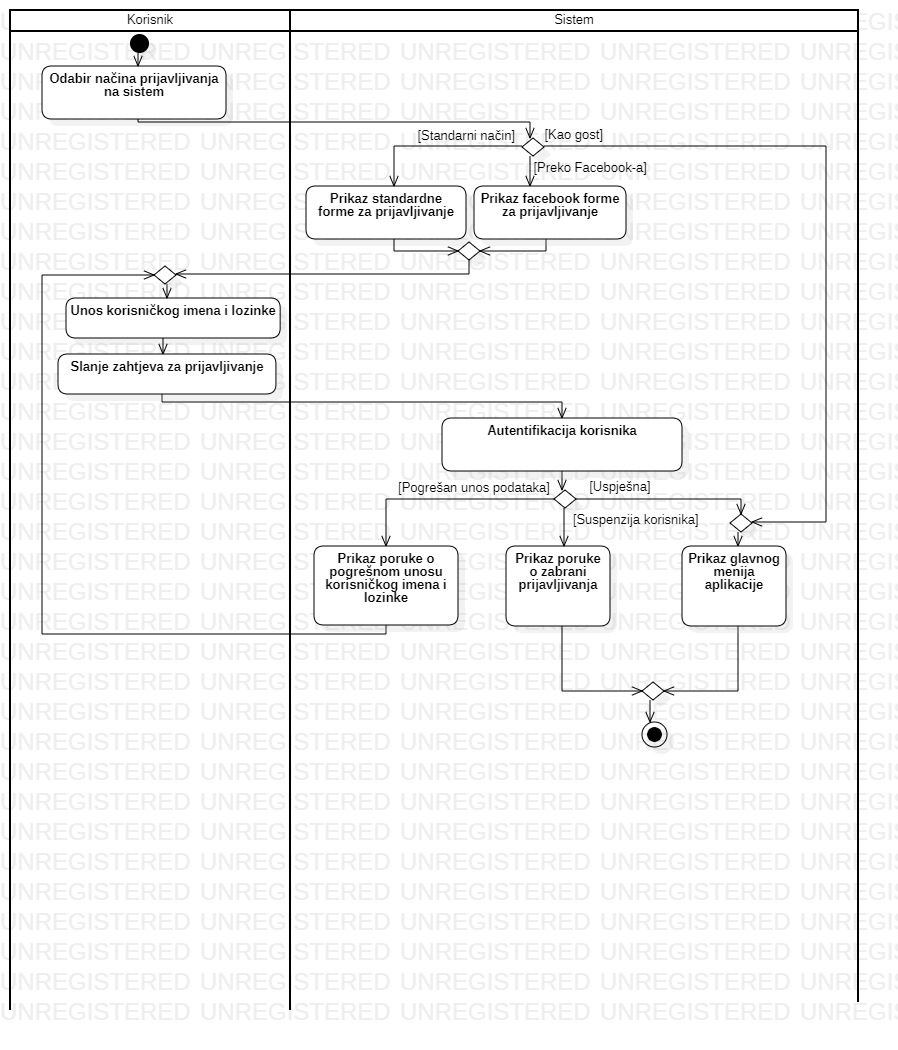 Korisnik
Sistem
Odabir načina prijavljivanja
na sistem
[Standarni način]
[Kao gost]
[Preko Facebook-a]
Prikaz standardne
forme za prijavljivanje
Prikaz facebook forme
za prijavljivanje
Unos korisničkog imena i lozinke
Slanje zahtjeva za prijavljivanje
Autentifikacija korisnika
[Pogrešan unos podataka]
[Uspješna]
[Suspenzija korisnika]
Prikaz poruke o
pogrešnom unosu
korisničkog imena i
lozinke
Prikaz poruke
o zabrani
prijavljivanja
Prikaz glavnog
menija
aplikacije
UNREGISTERED UNREGISTERED UNREGISTERED UNREGISTERED UNREGIS